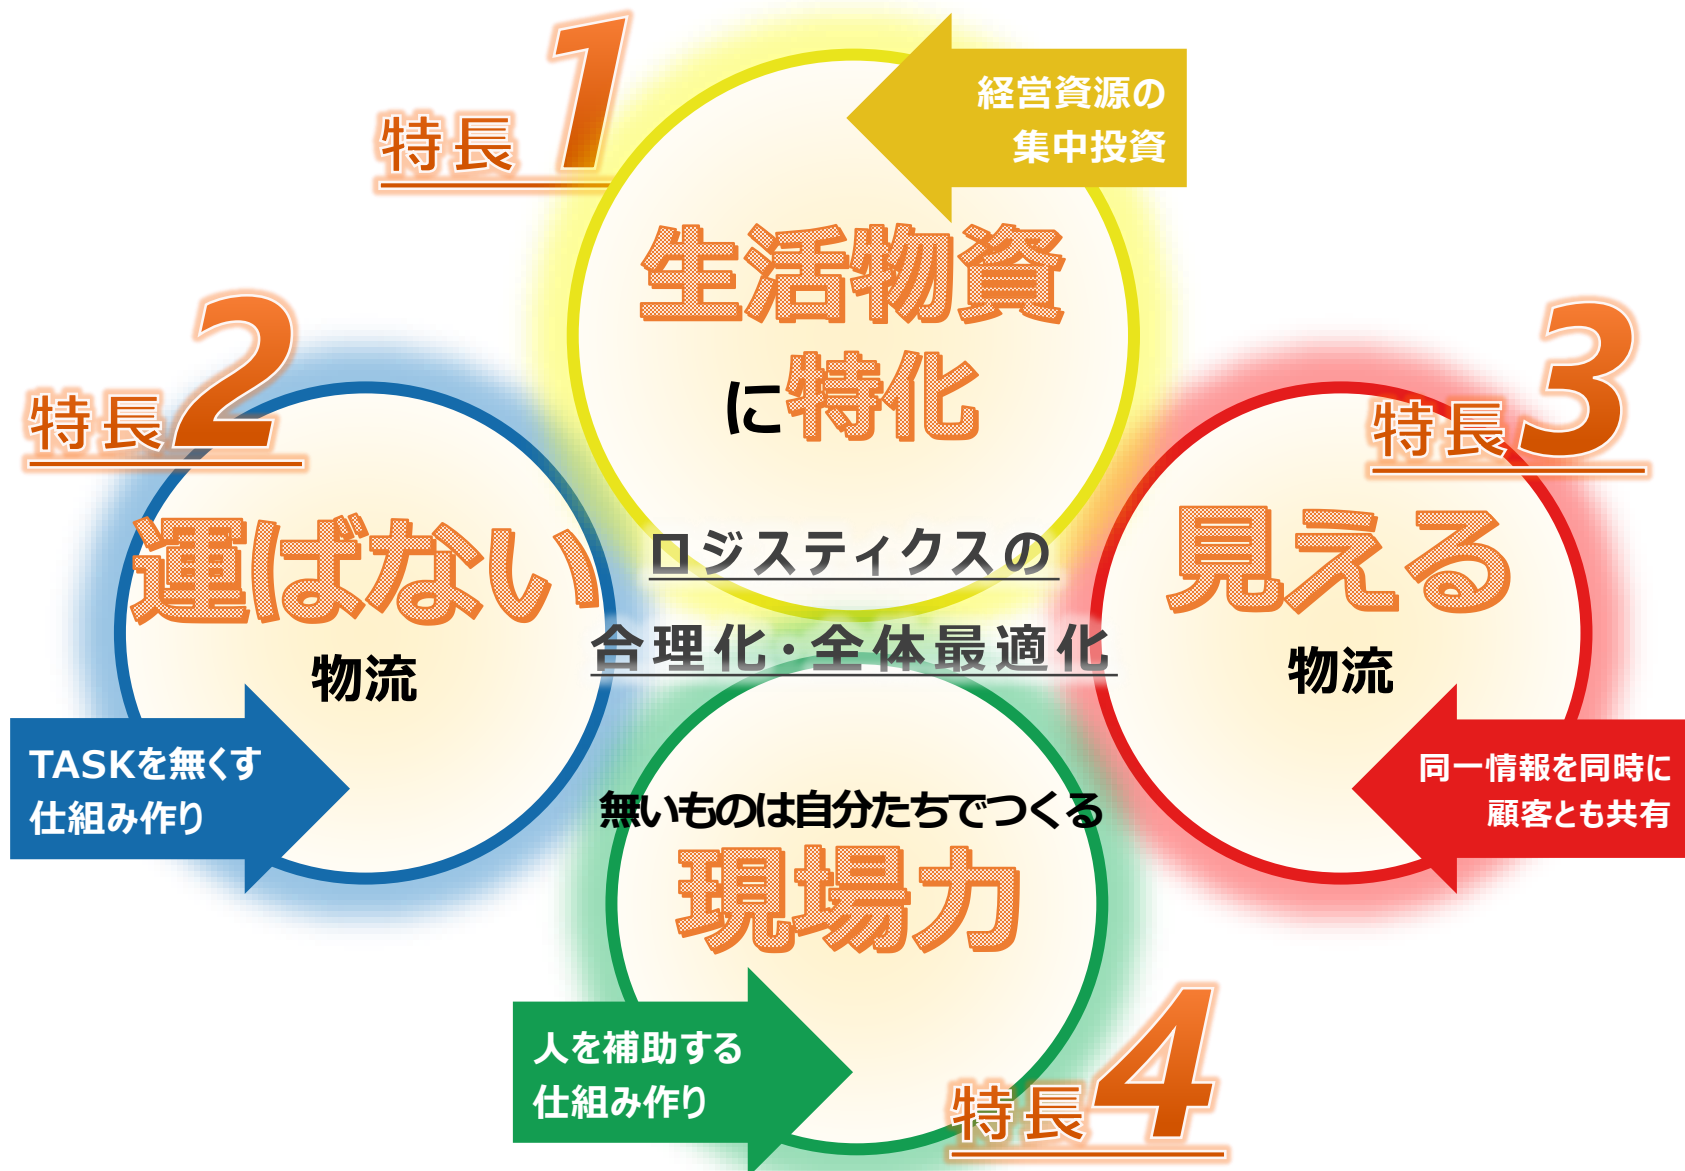 特長1
経営資源の
集中投資
生活物資
に特化
特長2
運ばない
物流
TASKを無くす
仕組み作り
ロジスティクスの
合理化・全体最適化
特長3
見える
物流
同一情報を同時に
顧客とも共有
無いものは自分たちでつくる
現場力
人を補助する
仕組み作り
特長4